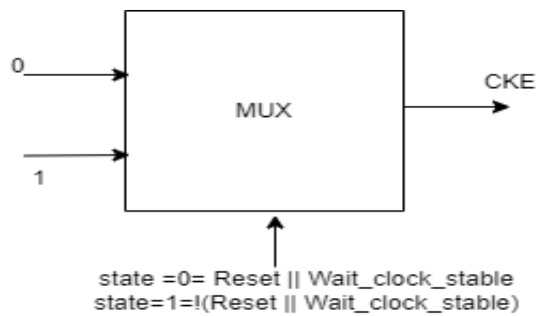 0
CKE
MUX
1
state =0= Reset || Wait_clock_stable
state=1=!(Reset || Wait_clock_stable)